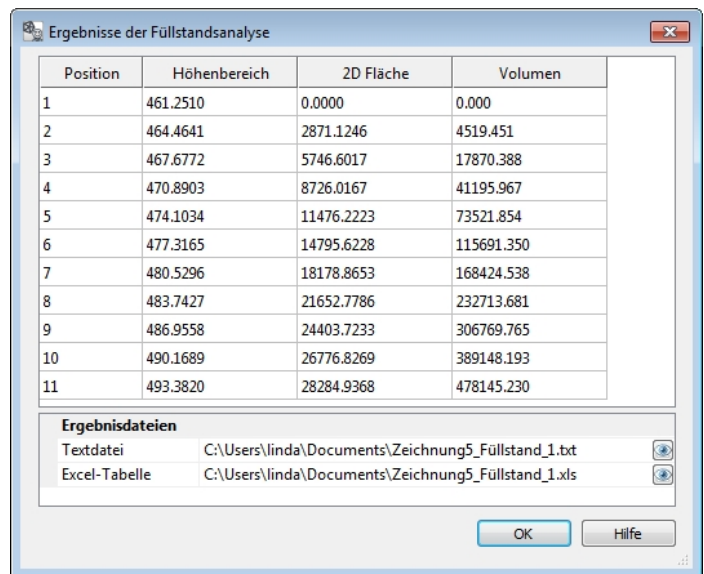 Ergebnisse der Füllstandsanalyse
Position Höhenbereich 2D Fläche Volumen
1 461.2510 0.0000 0.000
2 464.4641 2871.1246 4519.451
3 467.6772 5746.6017 17870.388
4 470.8903 8726.0167 41195.967
5 474.1034 11476.2223 73521.854
6 477.3165 14795.6228 115691.350
7 480.5296 18178.8653 168424.538
8 483.7427 21652.7786 232713.681
9 486.9558 24403.7233 306769.765
10 490.1689 26776.8269 389148.193
11 493.3820 28284.9368 478145.230
Ergebnisdateien
Textdatei C:\Users\linda\Documents\Zeichnung5_Füllstand_1.txt
Excel-Tabelle C:\Users\linda\Documents\Zeichnung5_Füllstand_1.xls
OK Hilfe